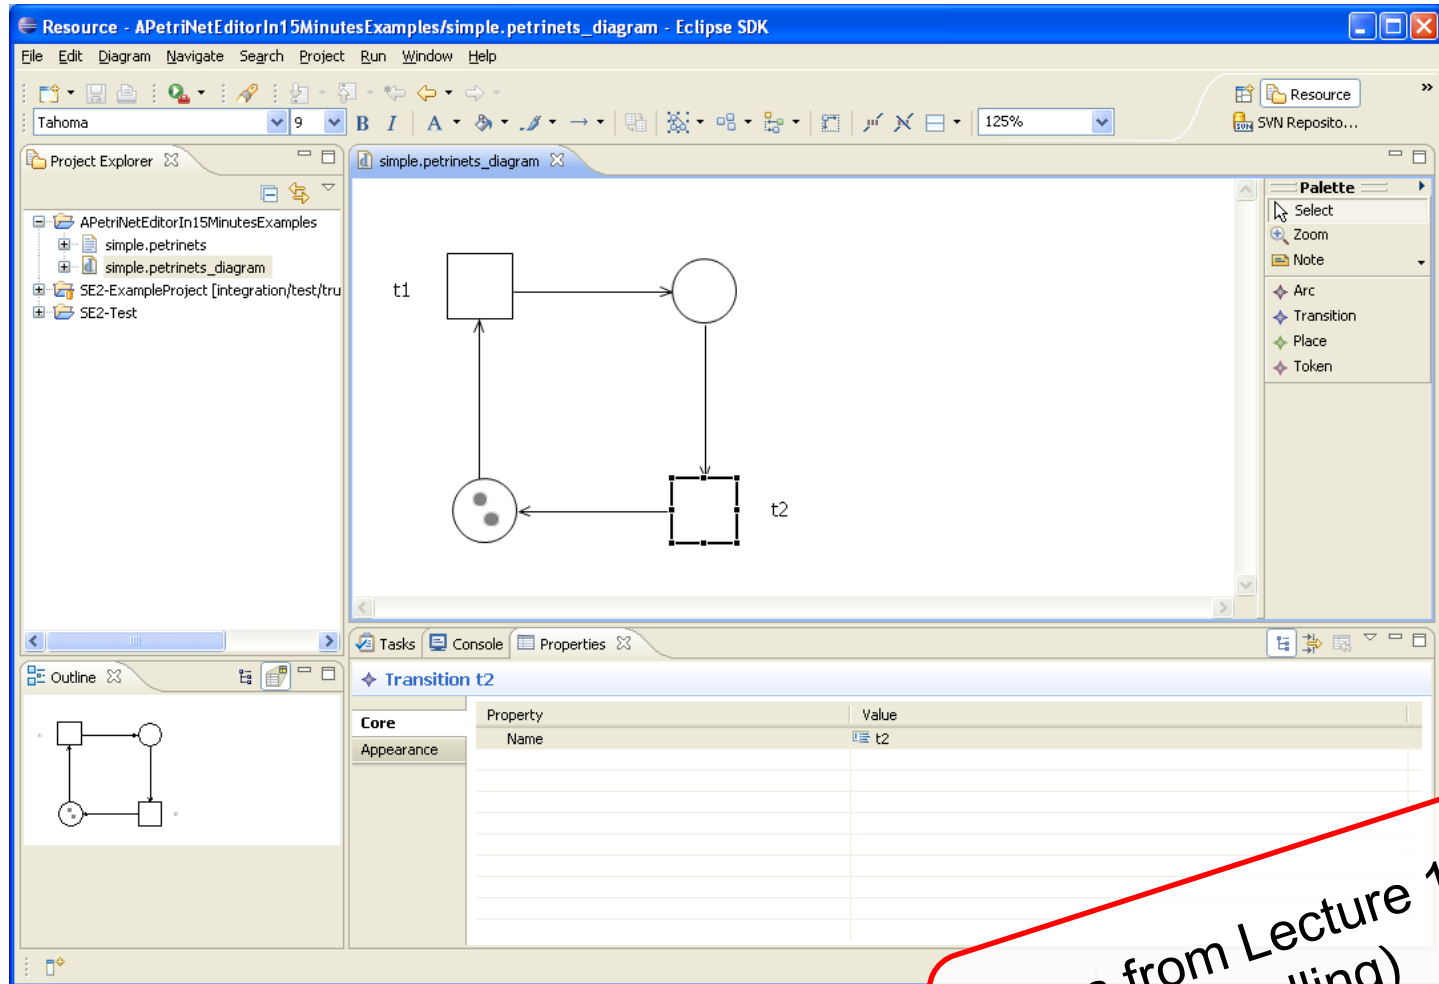 Resource - APetriNetEditorIn15MinutesExamples/simple.petrinets_diagram - Eclipse SDK
File Edit Diagram Navigate Search Project Run Window Help
Resource
Tahoma 9 B I A 125%
SVN Reposito...
Project Explorer
simple.petrinets_diagram
APetriNetEditorIn15MinutesExamples
simple.petrinets
simple.petrinets_diagram
SE2-ExampleProject [integration/test/tru
SE2-Test
t1
t2
Palette
Select
Zoom
Note
Arc
Transition
Place
Token
Outline
Tasks Console Properties
Transition t2
Core
Appearance
Property Value
Name t2
from Lecture